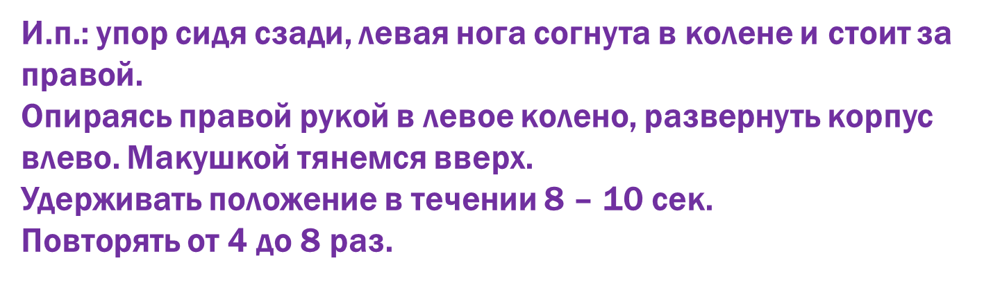 И.п.: упор сидя сзади, левая нога согнута в колене и стоит за
правой.
Опираясь правой рукой в левое колено, развернуть корпус
влево. Макушкой тянемся вверх.
Удерживать положение в течении 8 – 10 сек.
Повторять от 4 до 8 раз.